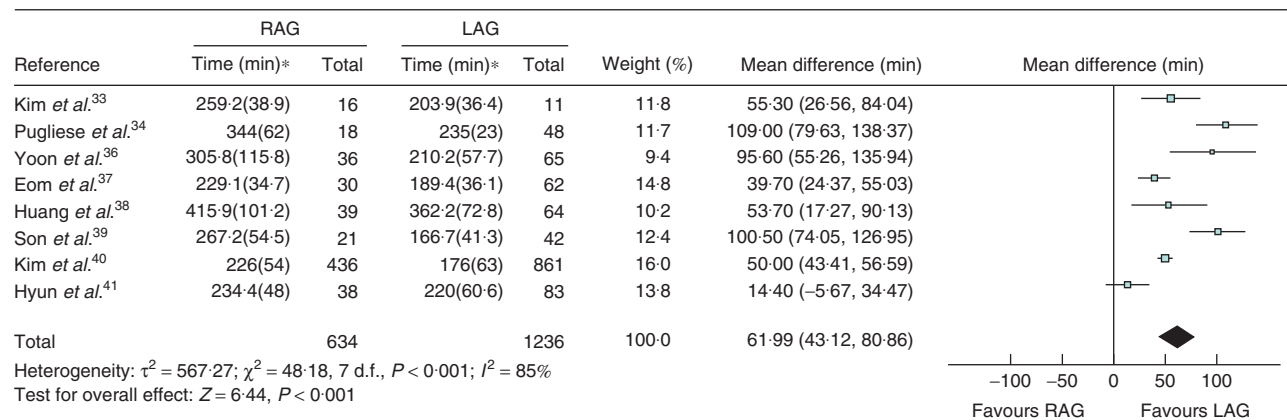 RAG LAG
Reference Time (min)* Total Time (min)* Total Weight (%) Mean difference (min) Mean difference (min)
Kim et al.33 259·2(38·9) 16 203·9(36·4) 11 11·8 55·30 (26·56, 84·04)
Pugliese et al.34 344(62) 18 235(23) 48 11·7 109·00 (79·63, 138·37)
Yoon et al.36 305·8(115·8) 36 210·2(57·7) 65 9·4 95·60 (55·26, 135·94)
Eom et al.37 229·1(34·7) 30 189·4(36·1) 62 14·8 39·70 (24·37, 55·03)
Huang et al.38 415·9(101·2) 39 362·2(72·8) 64 10·2 53·70 (17·27, 90·13)
Son et al.39 267·2(54·5) 21 166·7(41·3) 42 12·4 100·50 (74·05, 126·95)
Kim et al.40 226(54) 436 176(63) 861 16·0 50·00 (43·41, 56·59)
Hyun et al.41 234·4(48) 38 220(60·6) 83 13·8 14·40 (−5·67, 34·47)
Total 634 1236 100·0 61·99 (43·12, 80·86)
Heterogeneity: τ2 = 567·27; χ2 = 48·18, 7 d.f., P < 0·001; I2 = 85%
Test for overall effect: Z = 6·44, P < 0·001
−100 −50 0 50 100
Favours RAG Favours LAG